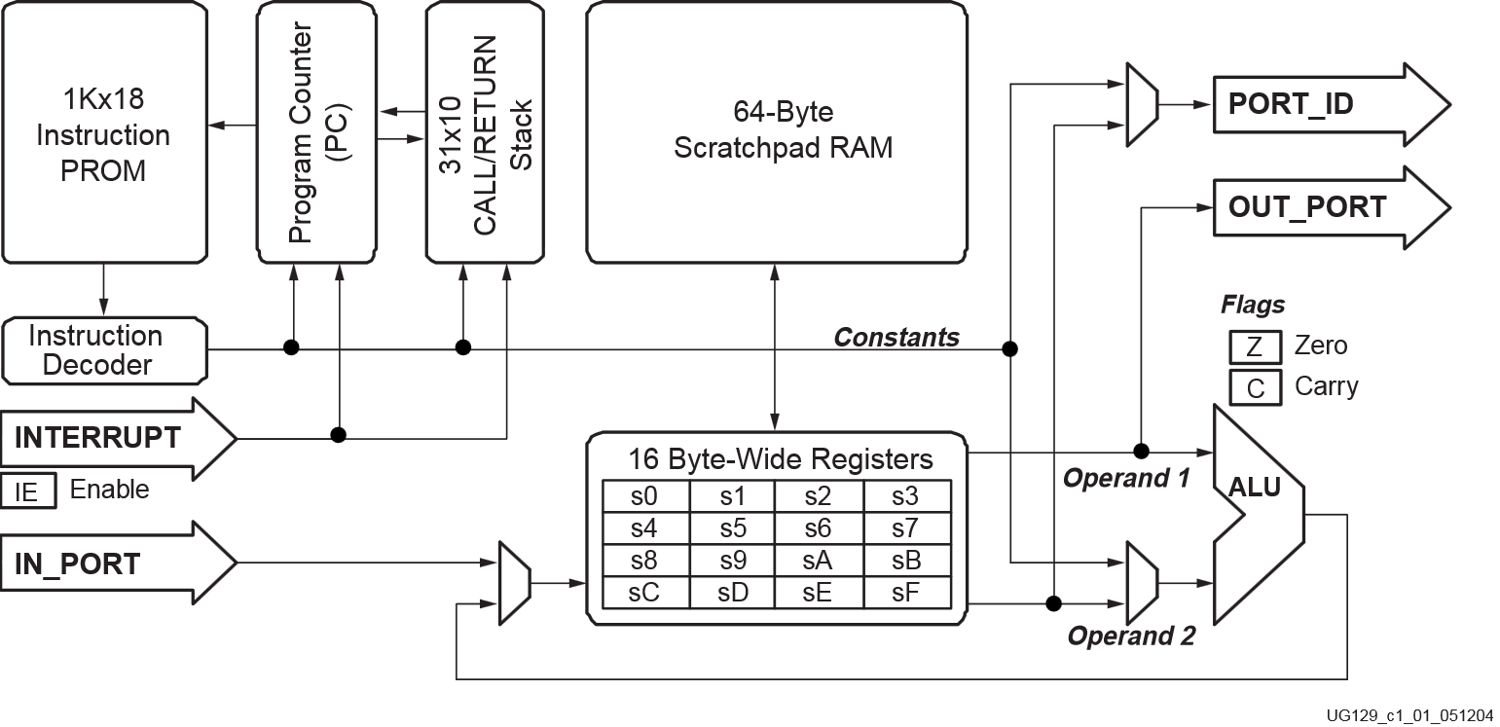 1Kx18
Instruction
PROM
Program Counter
(PC)
31x10
CALL/RETURN
Stack
64-Byte
Scratchpad RAM
PORT_ID
OUT_PORT
Instruction
Decoder
Constants
Flags
Z Zero
C Carry
INTERRUPT
IE Enable
IN_PORT
16 Byte-Wide Registers
s0 s1 s2 s3
s4 s5 s6 s7
s8 s9 sA sB
sC sD sE sF
Operand 1
ALU
Operand 2
UG129_c1_01_051204